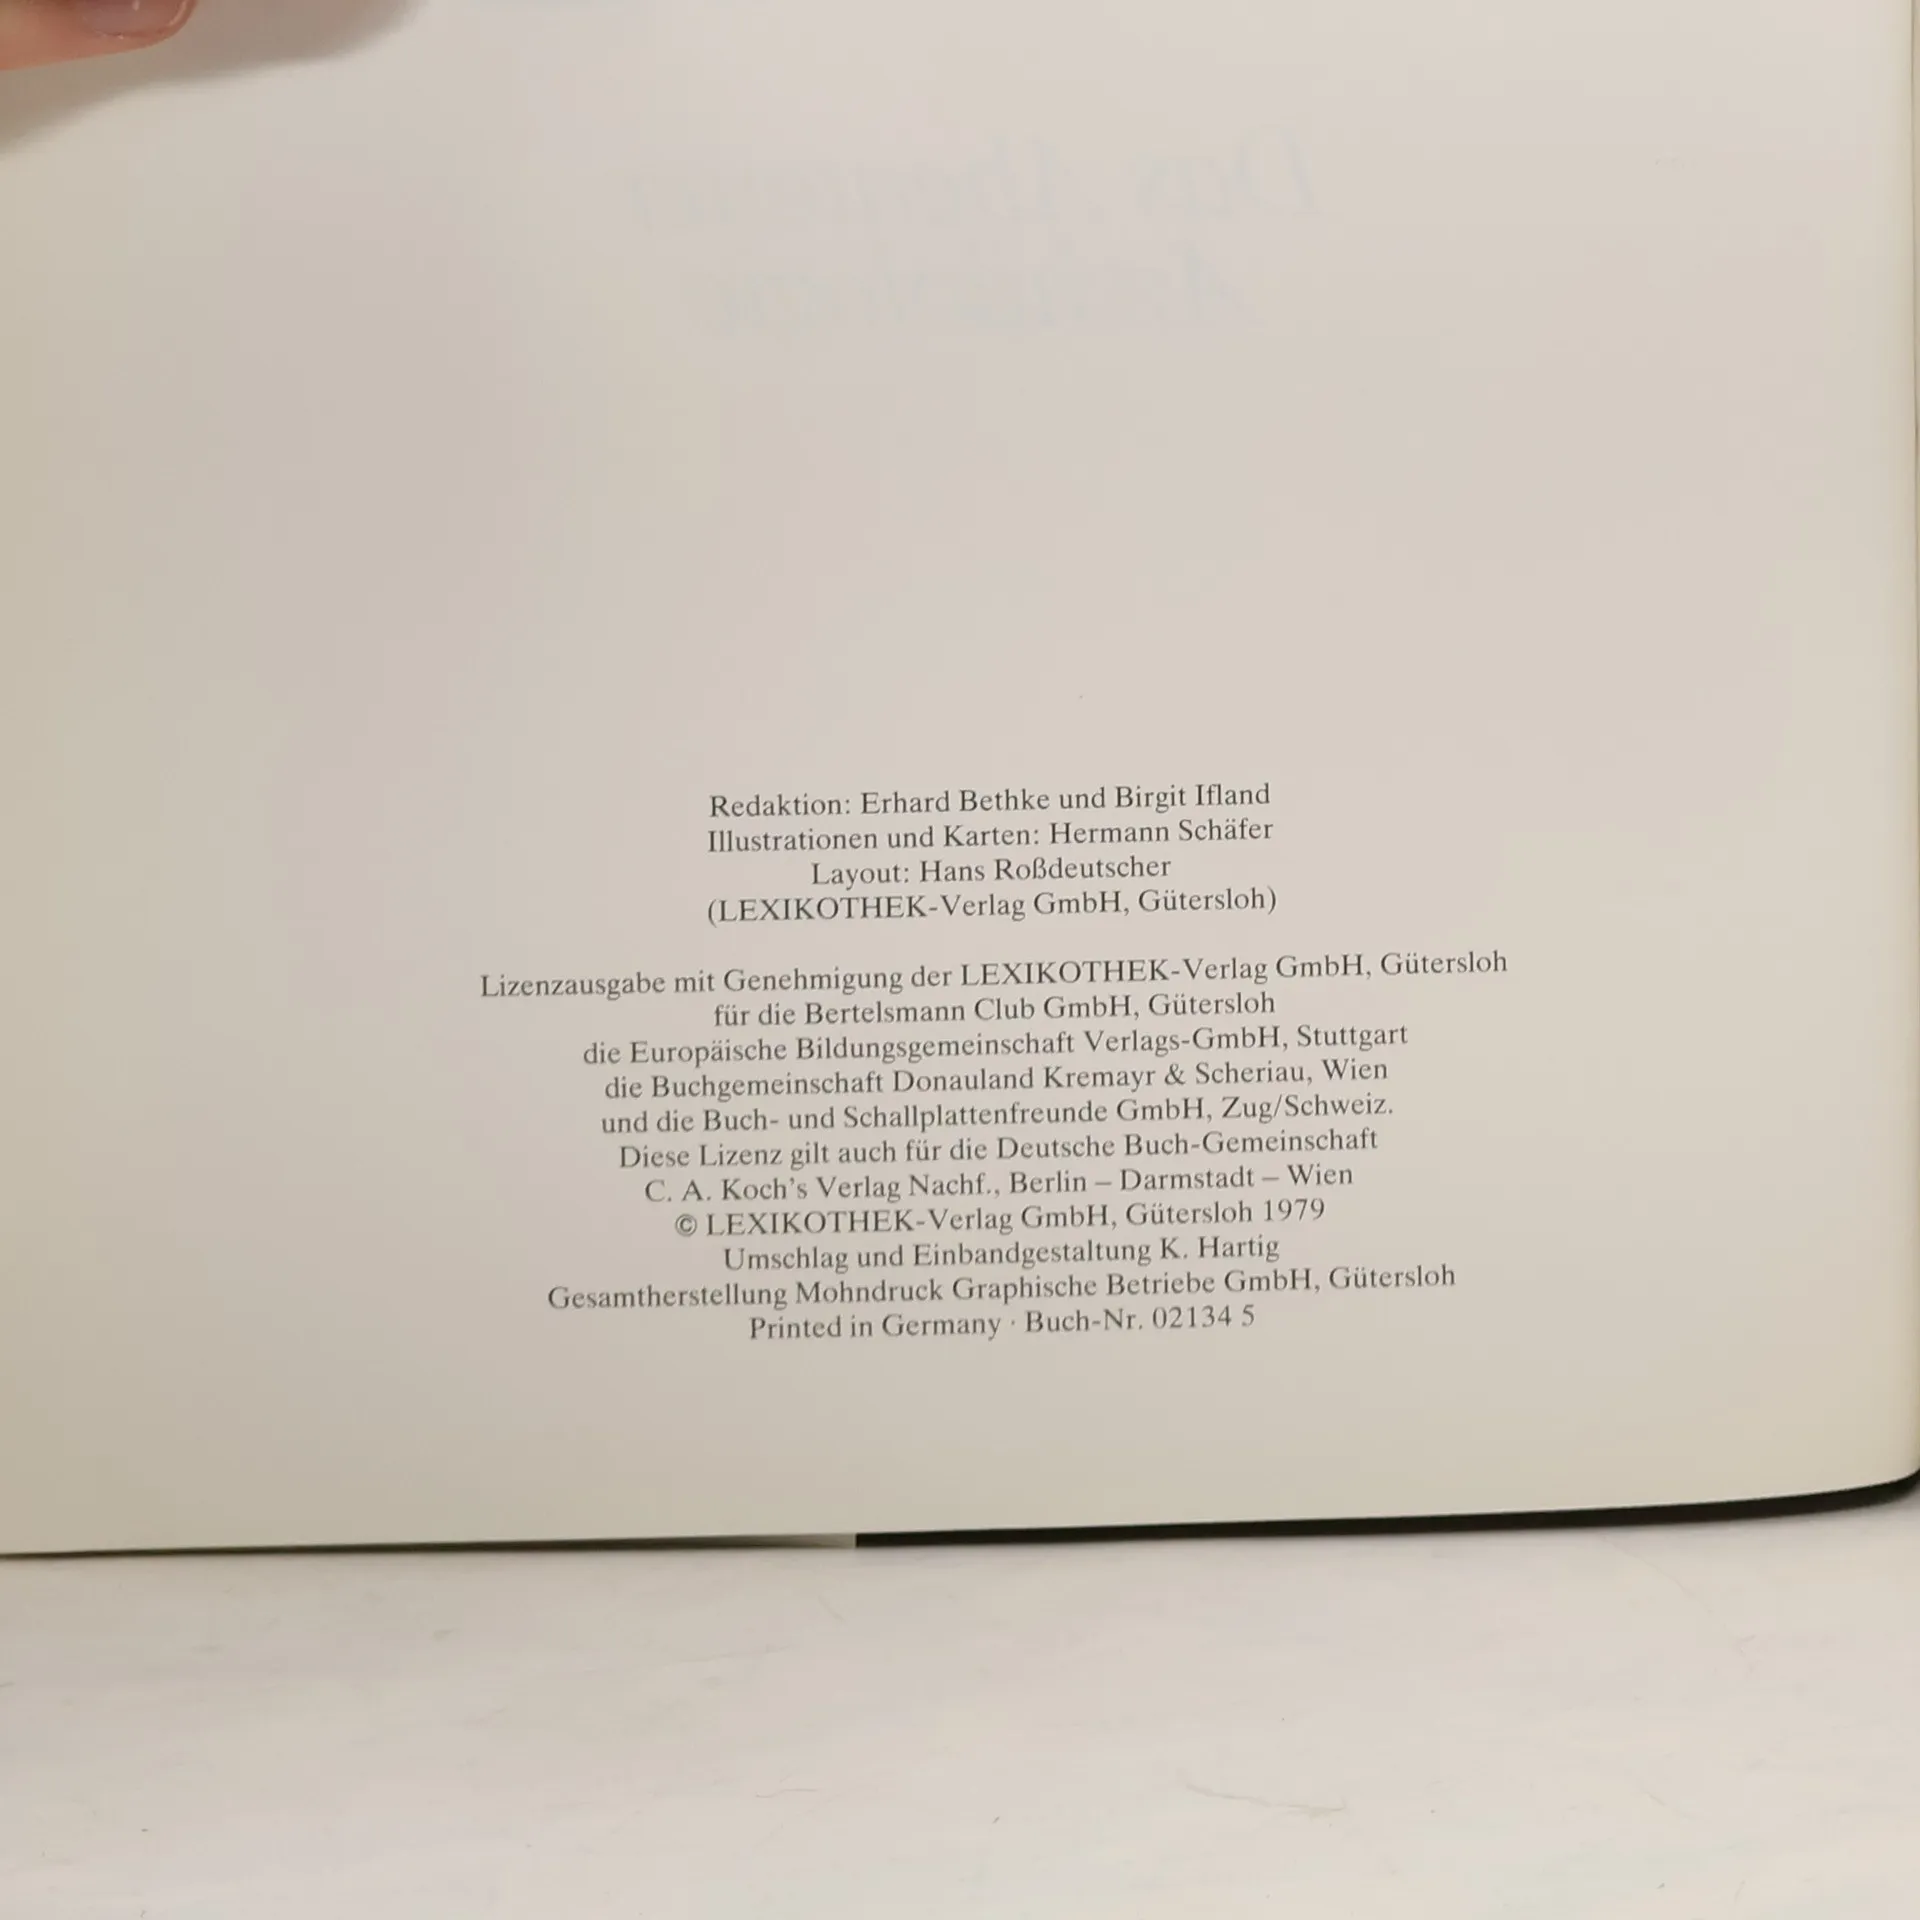 Redaktion: Erhard Bethke und Birgit Ifland
Illustrationen und Karten: Hermann Schäfer
Layout: Hans Roßdeutscher
(LEXIKOTHEK-Verlag GmbH, Gütersloh)
Lizenzausgabe mit Genehmigung der LEXIKOTHEK-Verlag GmbH, Gütersloh
für die Bertelsmann Club GmbH, Gütersloh
die Europäische Bildungsgemeinschaft Verlags-GmbH, Stuttgart
die Buchgemeinschaft Donauland Kremayr & Scheriau, Wien
und die Buch- und Schallplattenfreunde GmbH, Zug/Schweiz.
Diese Lizenz gilt auch für die Deutsche Buch-Gemeinschaft
C. A. Koch's Verlag Nachf., Berlin – Darmstadt – Wien
© LEXIKOTHEK-Verlag GmbH, Gütersloh 1979
Umschlag und Einbandgestaltung K. Hartig
Gesamtherstellung Mohndruck Graphische Betriebe GmbH, Gütersloh
Printed in Germany · Buch-Nr. 02134 5